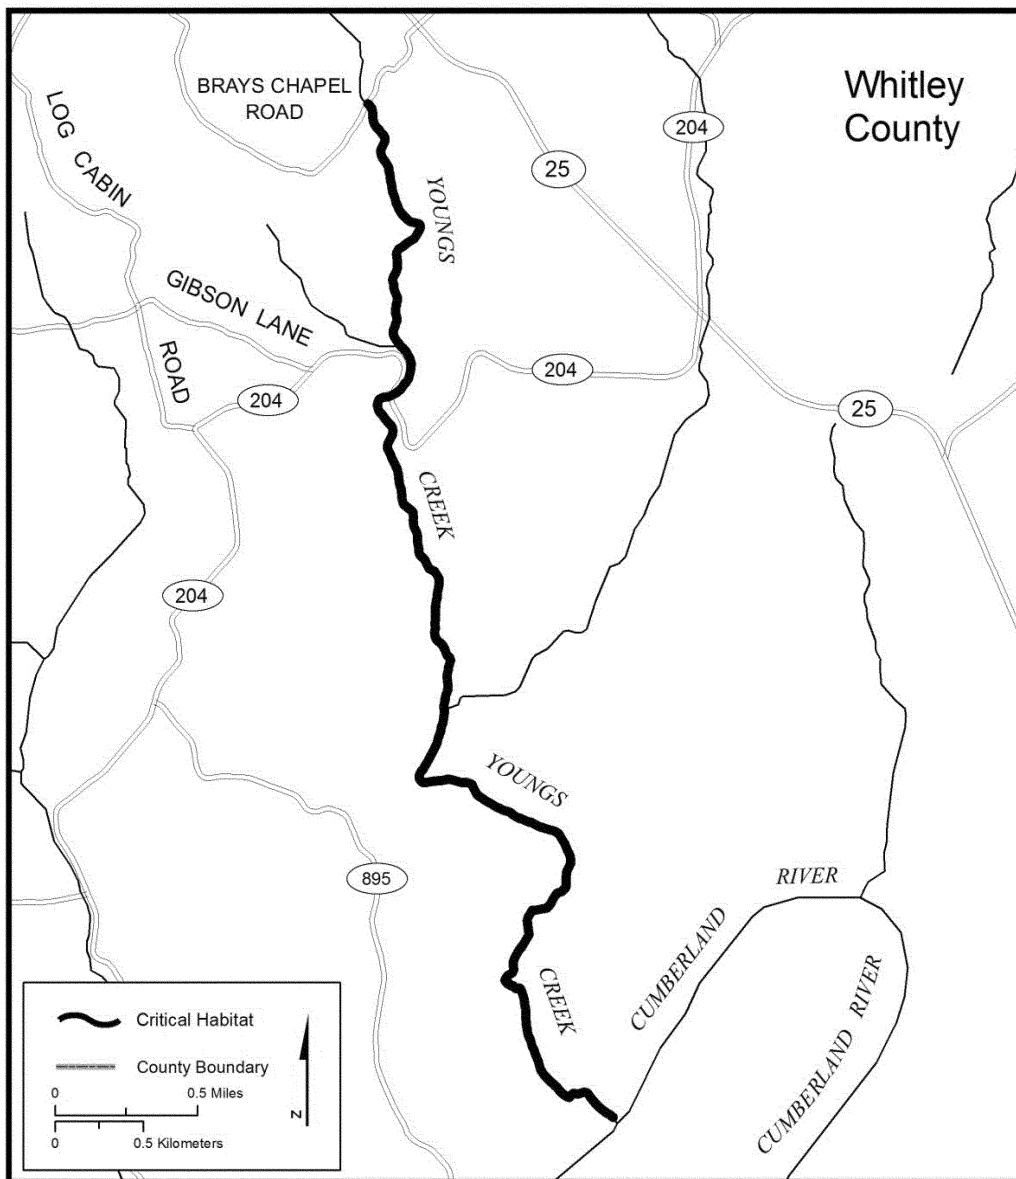 Whitley
County
BRAYS CHAPEL
ROAD
LOG CABIN
204
25
YOUNGS
GIBSON LANE
ROAD
204
204
25
CREEK
204
YOUNGS
895
RIVER
CUMBERLAND
CREEK
CUMBERLAND RIVER
Critical Habitat
County Boundary
0 0.5 Miles
0 0.5 Kilometers
N